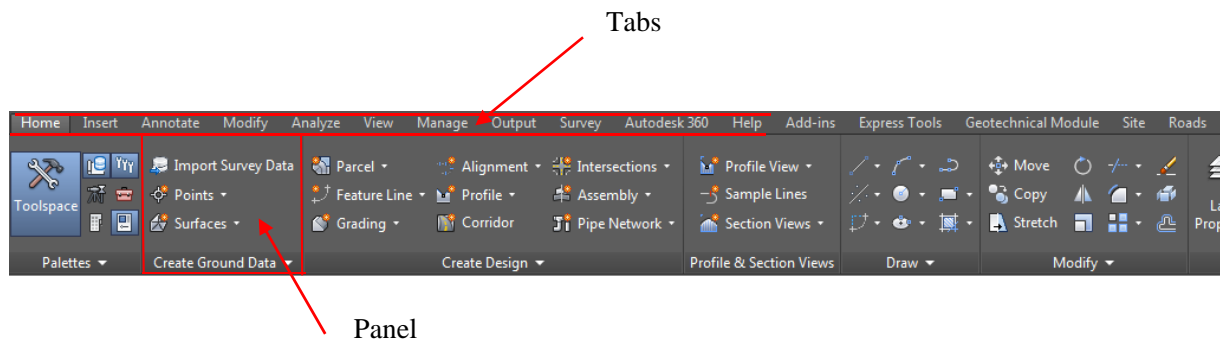 Tabs
Home Insert Annotate Modify Analyze View Manage Output Survey Autodesk 360 Help Add-ins Express Tools Geotechnical Module Site Roads
Import Survey Data Parcel Alignment Intersections Profile View Move
Toolspace Points Feature Line Profile Assembly Sample Lines Copy
Surfaces Grading Corridor Pipe Network Section Views Stretch
Palettes Create Ground Data Create Design Profile & Section Views Draw Modify
Panel